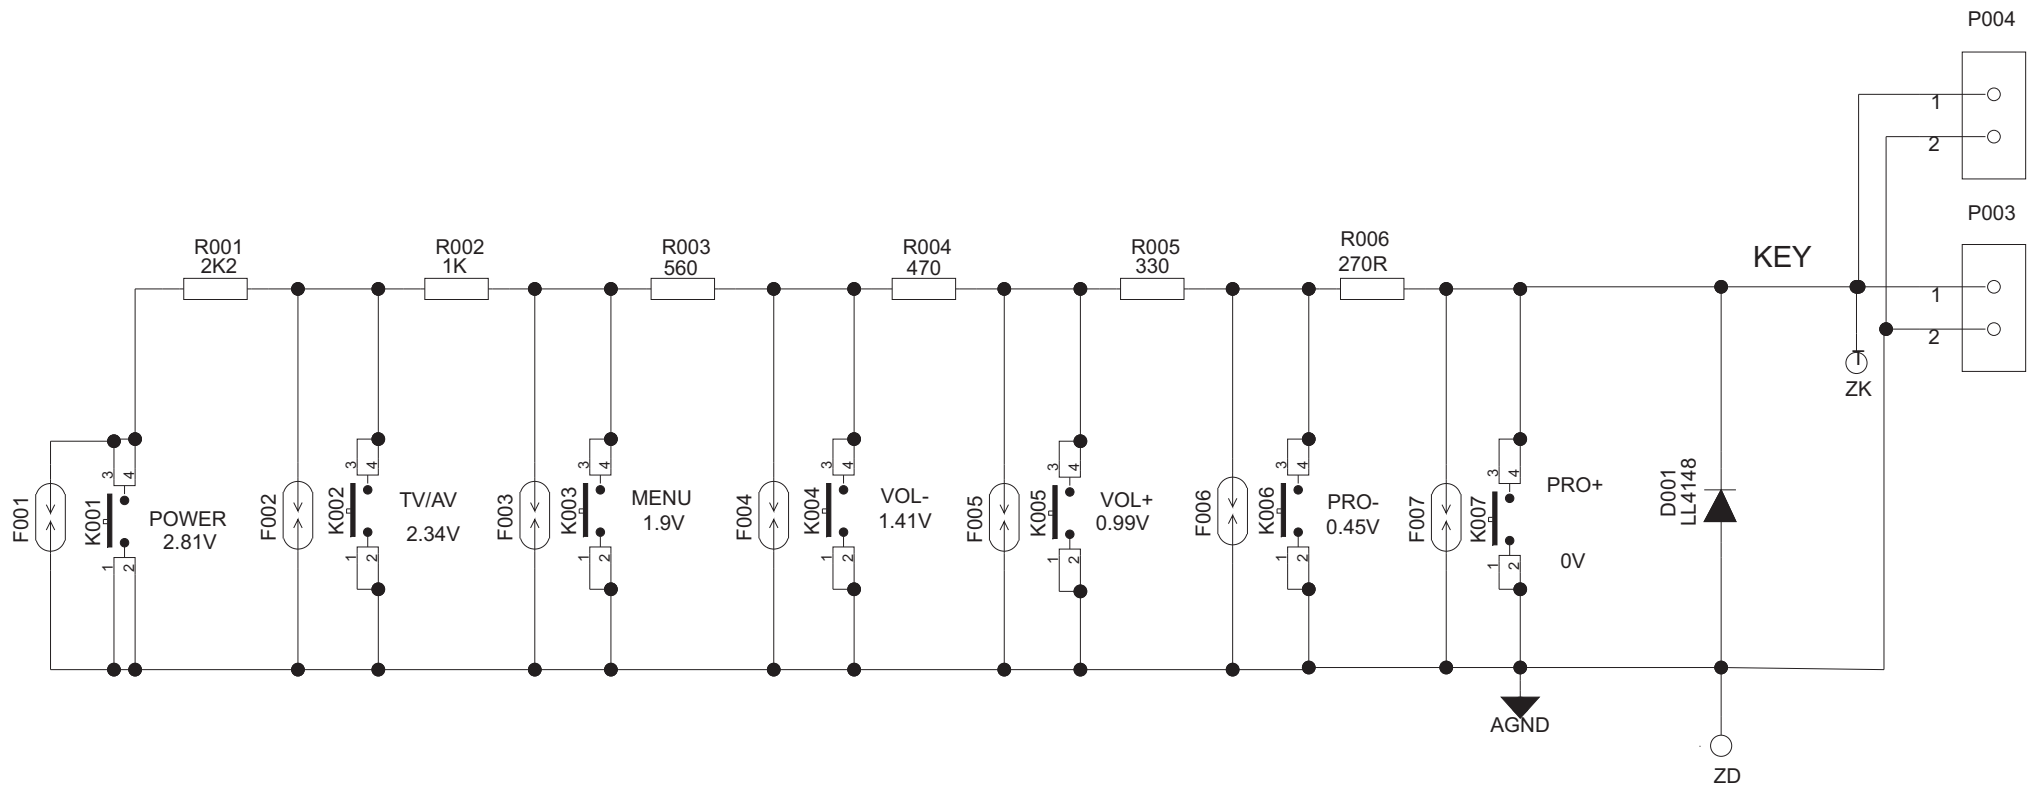 P004
1
2
P003
R001
2K2
R002
1K
R003
560
R004
470
R005
330
R006
270R
KEY
1
2
T
ZK
F001
K001
3
4
1
2
POWER
2.81V
F002
K002
3
4
1
2
TV/AV
2.34V
F003
K003
3
4
1
2
MENU
1.9V
F004
K004
3
4
1
2
VOL-
1.41V
F005
K005
3
4
1
2
VOL+
0.99V
F006
K006
3
4
1
2
PRO-
0.45V
F007
K007
3
4
1
2
PRO+
0V
D001
LL4148
AGND
ZD